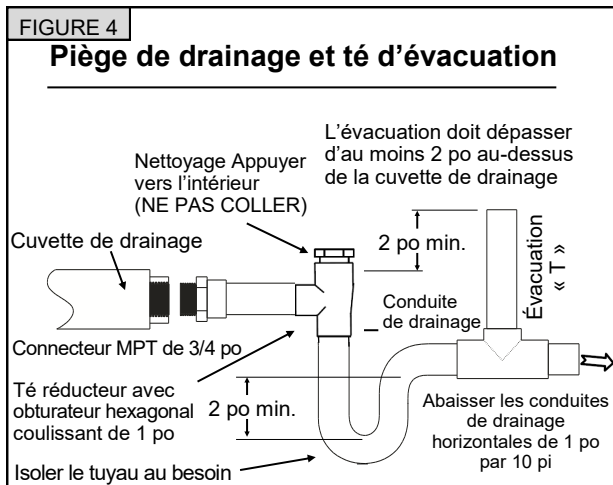 FIGURE 4
Piège de drainage et té d’évacuation
L’évacuation doit dépasser
d’au moins 2 po au-dessus
de la cuvette de drainage
Nettoyage Appuyer
vers l’intérieur
(NE PAS COLLER)
2 po min.
Évacuation
« T »
Cuvette de drainage
Conduite
de drainage
Connecteur MPT de 3/4 po
Té réducteur avec
obturateur hexagonal
coulissant de 1 po
2 po min.
Abaisser les conduites
de drainage
horizontales de 1 po
par 10 pi
Isoler le tuyau au besoin